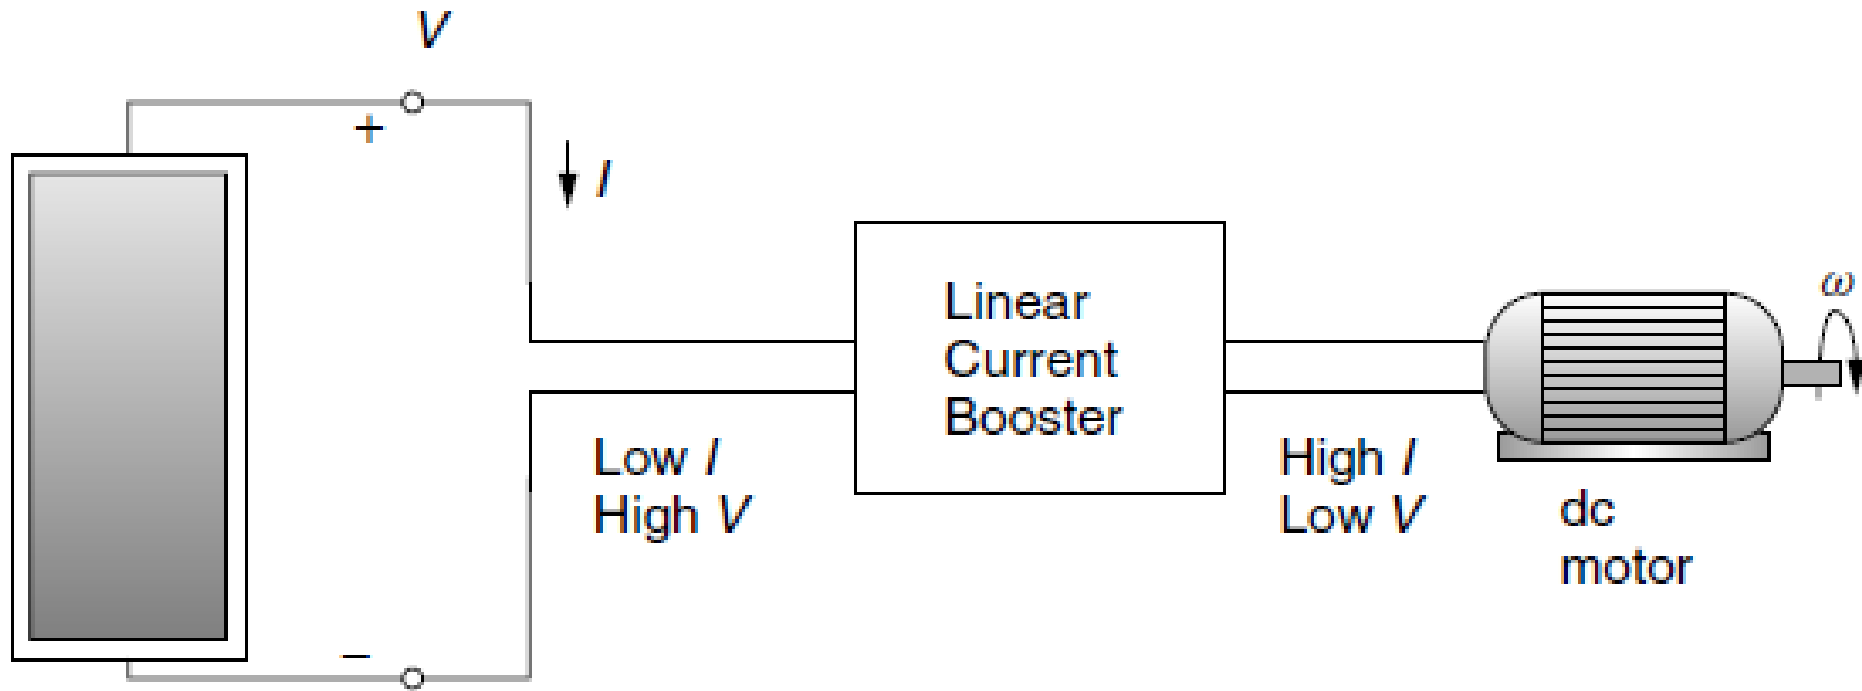 V
+
I
Linear
Current
Booster
Low I
High V
High I
Low V
dc
motor
ω
–